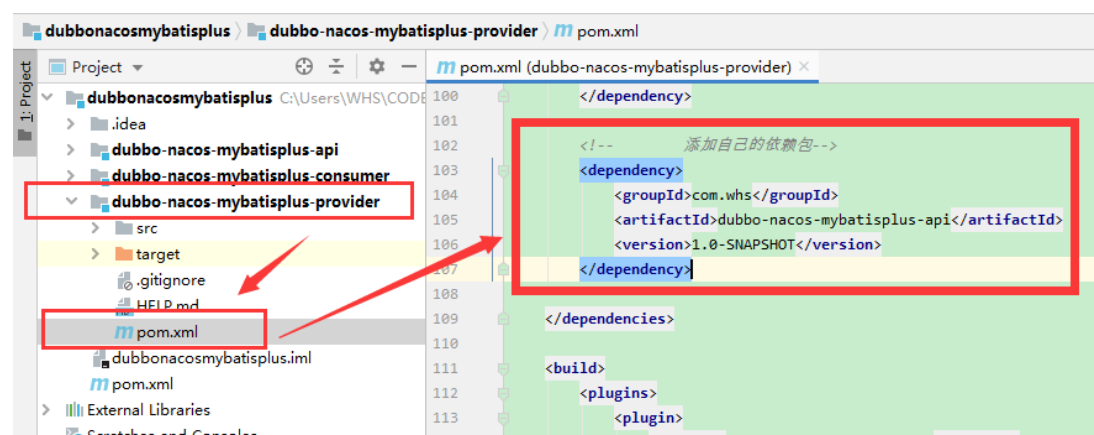 dubbonacosmybatisplus 〉 dubbo-nacos-mybatisplus-provider 〉 m pom.xml
1: Project
Project
dubbonacosmybatisplus C:\Users\WHS\CODE
.idea
dubbo-nacos-mybatisplus-api
dubbo-nacos-mybatisplus-consumer
dubbo-nacos-mybatisplus-provider
src
target
.gitignore
HELP.md
m pom.xml
dubbonacosmybatisplus.iml
m pom.xml
External Libraries
Scratches and Consoles
m pom.xml (dubbo-nacos-mybatisplus-provider) ×
100 </dependency>
101
102 <!-- 添加自己的依赖包-->
103 <dependency>
104 <groupId>com.whs</groupId>
105 <artifactId>dubbo-nacos-mybatisplus-api</artifactId>
106 <version>1.0-SNAPSHOT</version>
107 </dependency>
108
109 </dependencies>
110
111 <build>
112 <plugins>
113 <plugin>